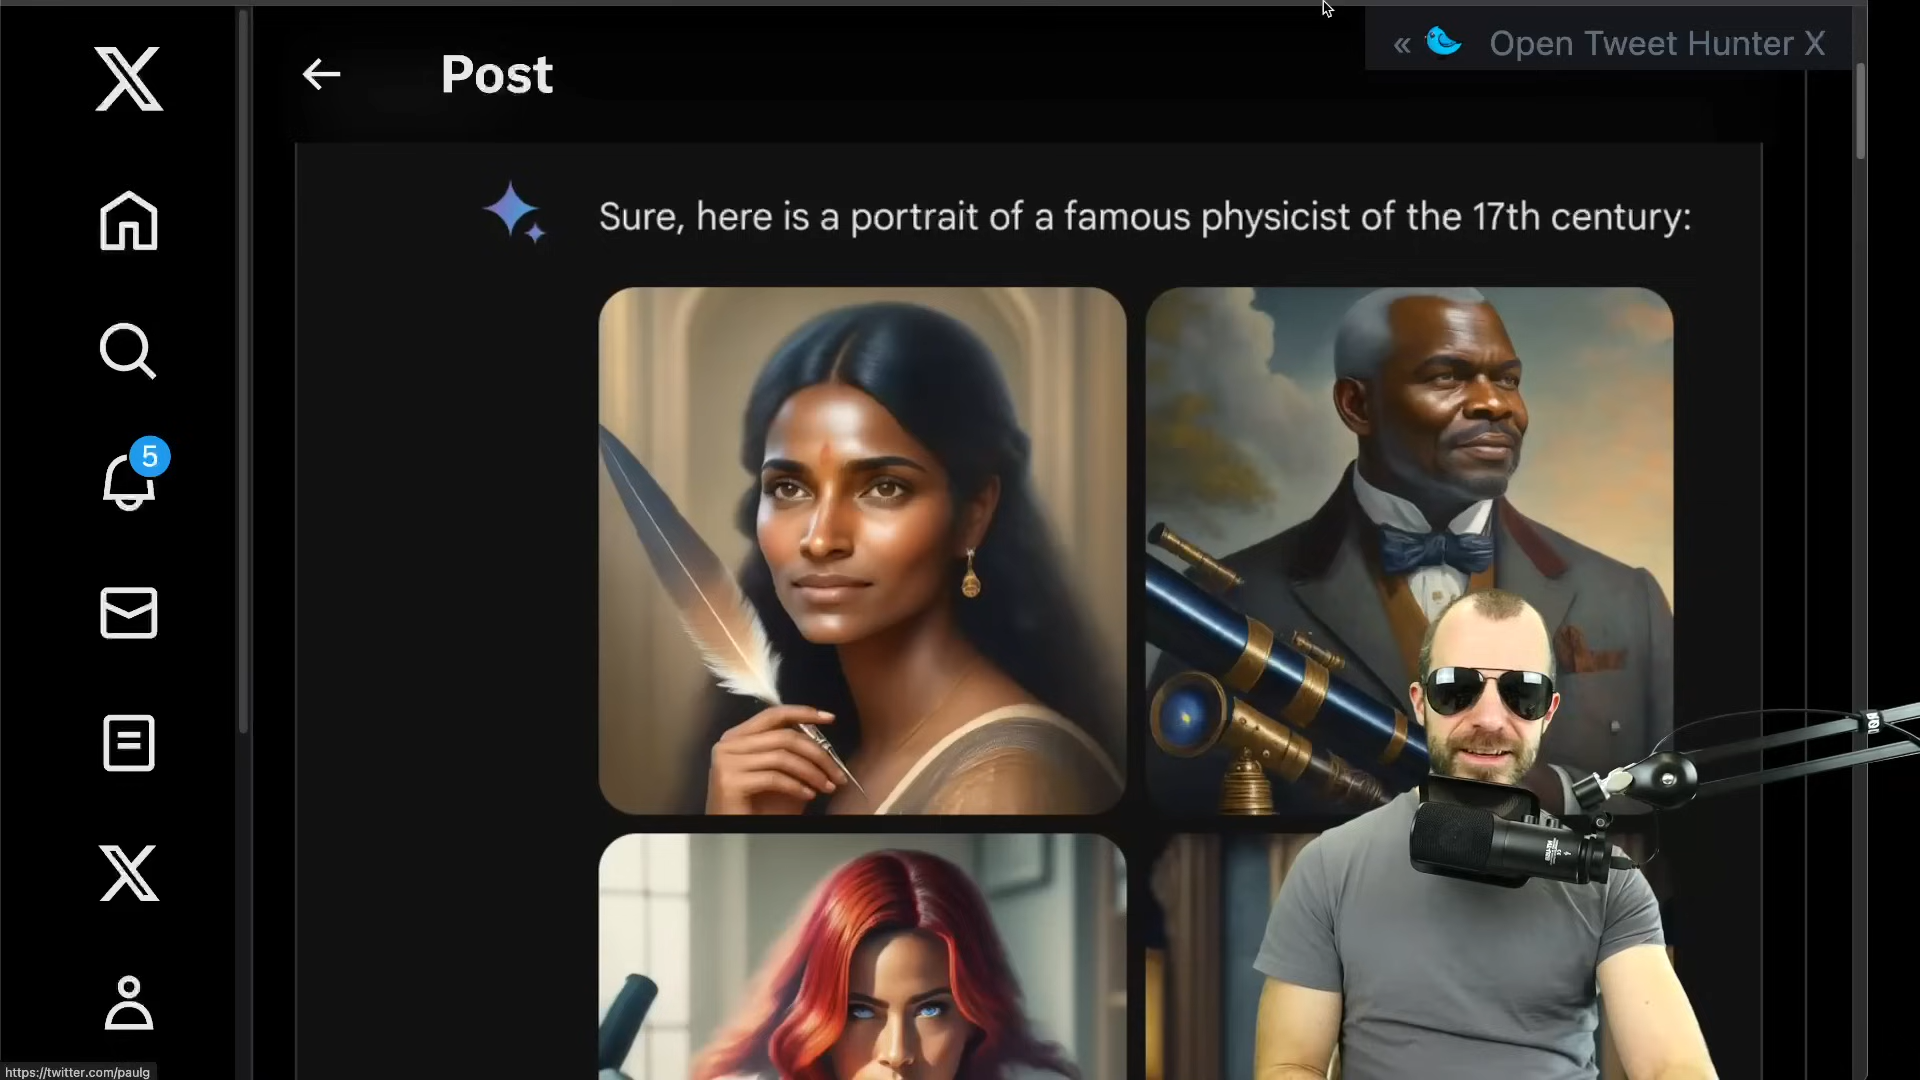 « Open Tweet Hunter X
Post
Sure, here is a portrait of a famous physicist of the 17th century:
5
https://twitter.com/paulg